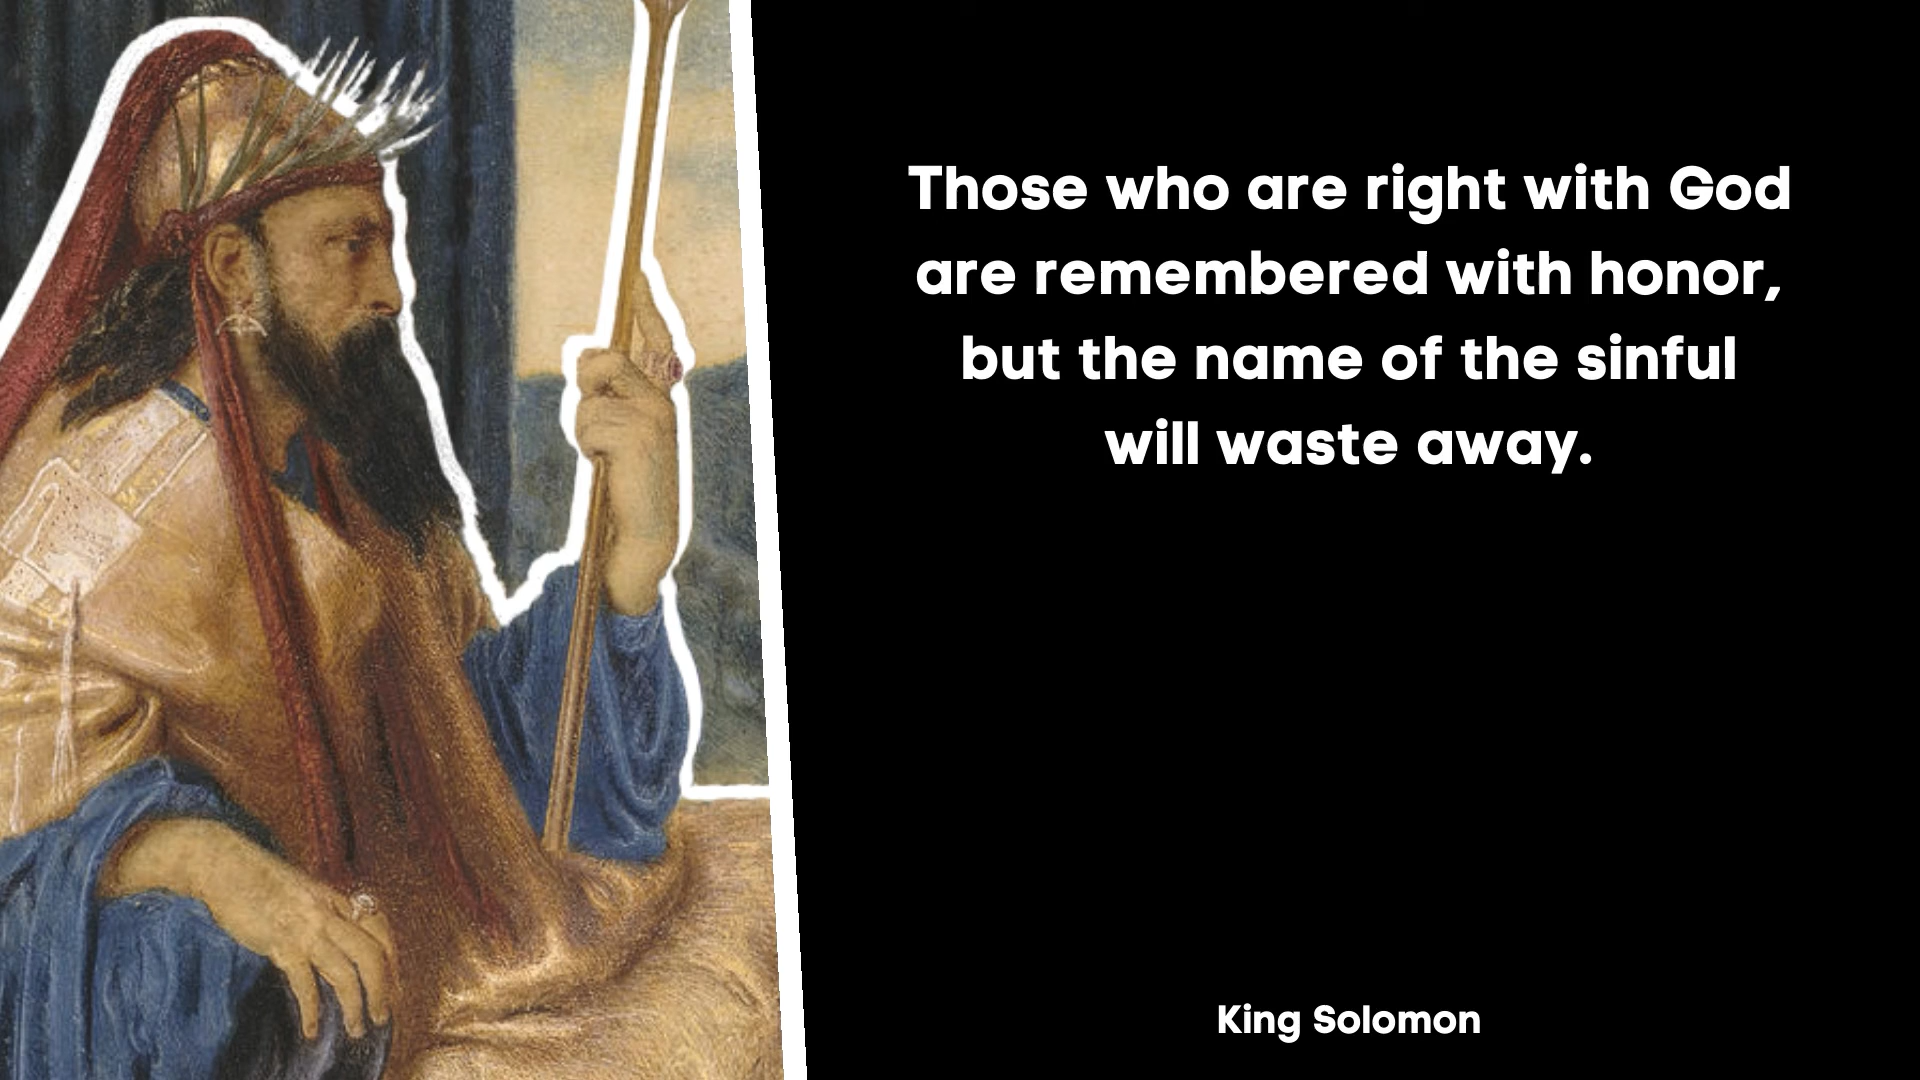 Those who are right with God
are remembered with honor,
but the name of the sinful
will waste away.
King Solomon